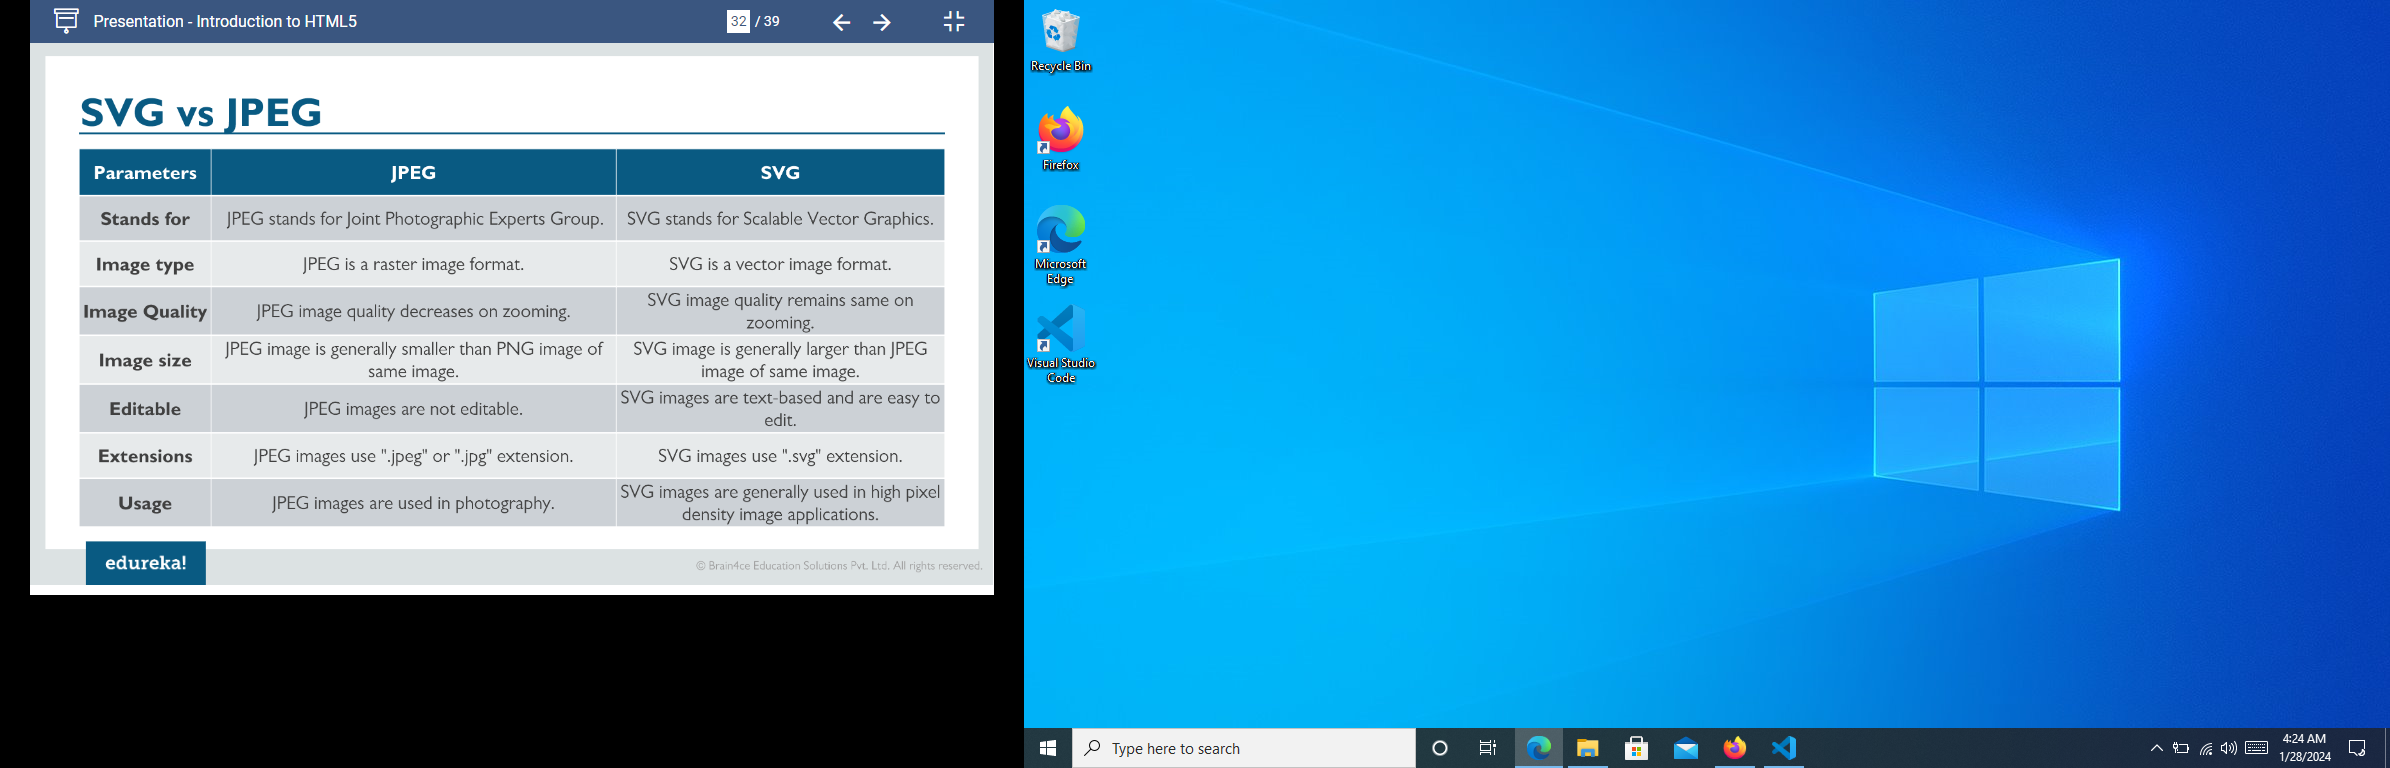 Presentation - Introduction to HTML5
32 / 39
SVG vs JPEG
Parameters JPEG SVG
Stands for JPEG stands for Joint Photographic Experts Group. SVG stands for Scalable Vector Graphics.
Image type JPEG is a raster image format. SVG is a vector image format.
Image Quality JPEG image quality decreases on zooming. SVG image quality remains same on
zooming.
Image size JPEG image is generally smaller than PNG image of
same image.
SVG image is generally larger than JPEG
image of same image.
Editable JPEG images are not editable. SVG images are text-based and are easy to
edit.
Extensions JPEG images use ".jpeg" or ".jpg" extension. SVG images use ".svg" extension.
Usage JPEG images are used in photography. SVG images are generally used in high pixel
density image applications.
edureka!
© Brain4ce Education Solutions Pvt. Ltd. All rights reserved.
Recycle Bin
Firefox
Microsoft
Edge
Visual Studio
Code
Type here to search
4:24 AM
1/28/2024